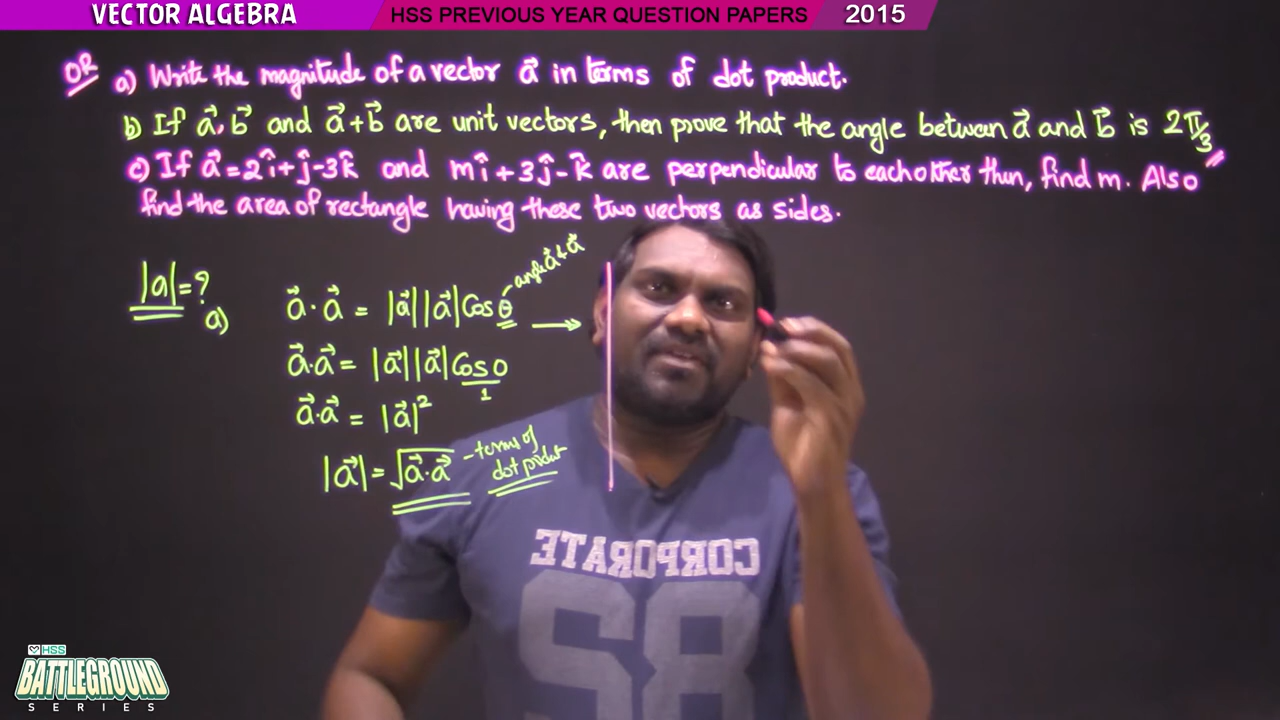 VECTOR ALGEBRA
HSS PREVIOUS YEAR QUESTION PAPERS
2015
OR a) Write the magnitude of a vector a⃗ in terms of dot product.
b) If a⃗, b⃗ and a⃗+b⃗ are unit vectors, then prove that the angle between a⃗ and b⃗ is 2π/3
c) If a⃗=2î+ĵ-3k̂ and mî+3ĵ-k̂ are perpendicular to eachother then, find m. Also
find the area of rectangle having these two vectors as sides.
|a|=?
a)
a⃗·a⃗ = |a⃗||a⃗|Cos θ
angle a⃗ & a⃗
a⃗·a⃗ = |a⃗||a⃗|Cos 0
1
a⃗·a⃗ = |a⃗|²
|a⃗|=√a⃗·a⃗ - terms of
dot product
CORPORATE
82
HSS
BATTLEGROUND
SERIES